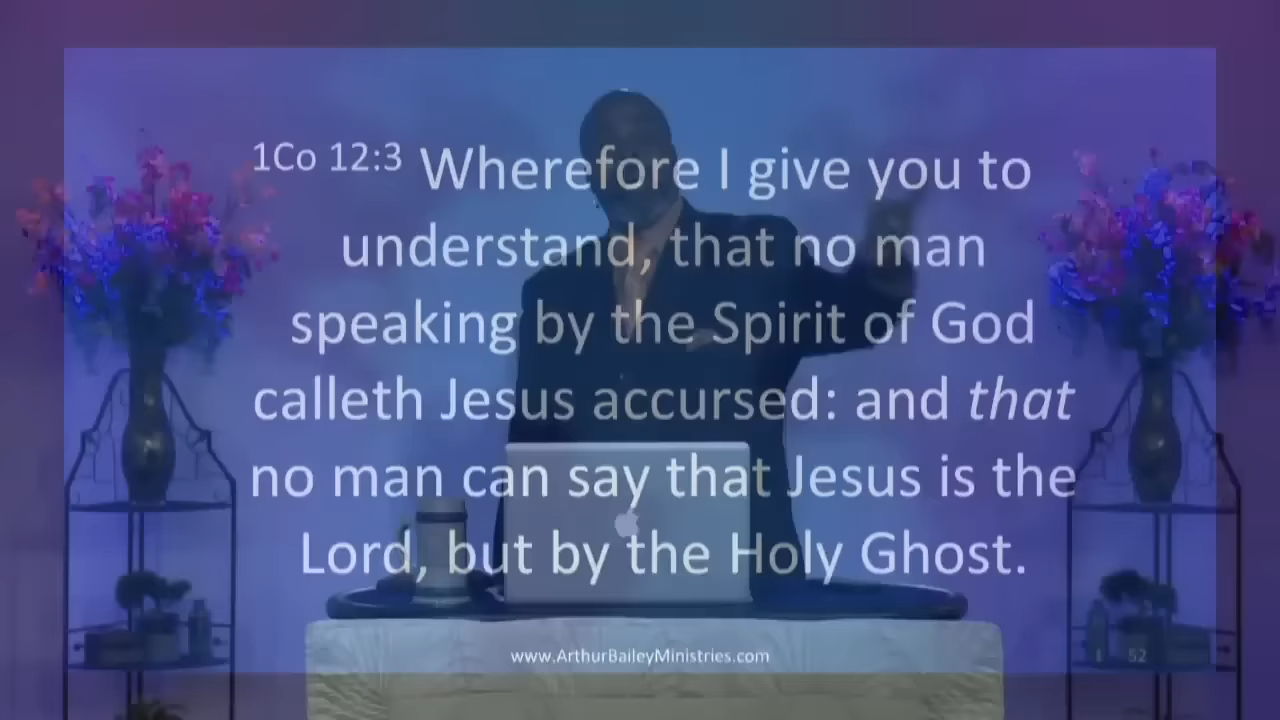 1Co 12:3 Wherefore I give you to
understand, that no man
speaking by the Spirit of God
calleth Jesus accursed: and that
no man can say that Jesus is the
Lord, but by the Holy Ghost.
www.ArthurBaileyMinistries.com
52